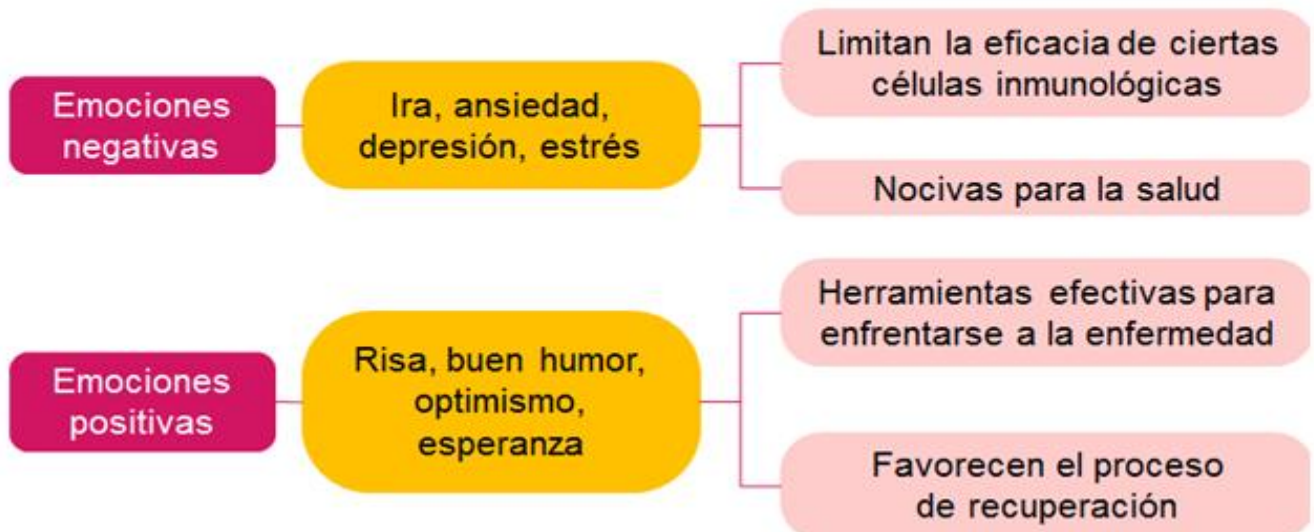 Emociones
negativas
Ira, ansiedad,
depresión, estrés
Limitan la eficacia de ciertas
células inmunológicas
Nocivas para la salud
Emociones
positivas
Risa, buen humor,
optimismo,
esperanza
Herramientas efectivas para
enfrentarse a la enfermedad
Favorecen el proceso
de recuperación